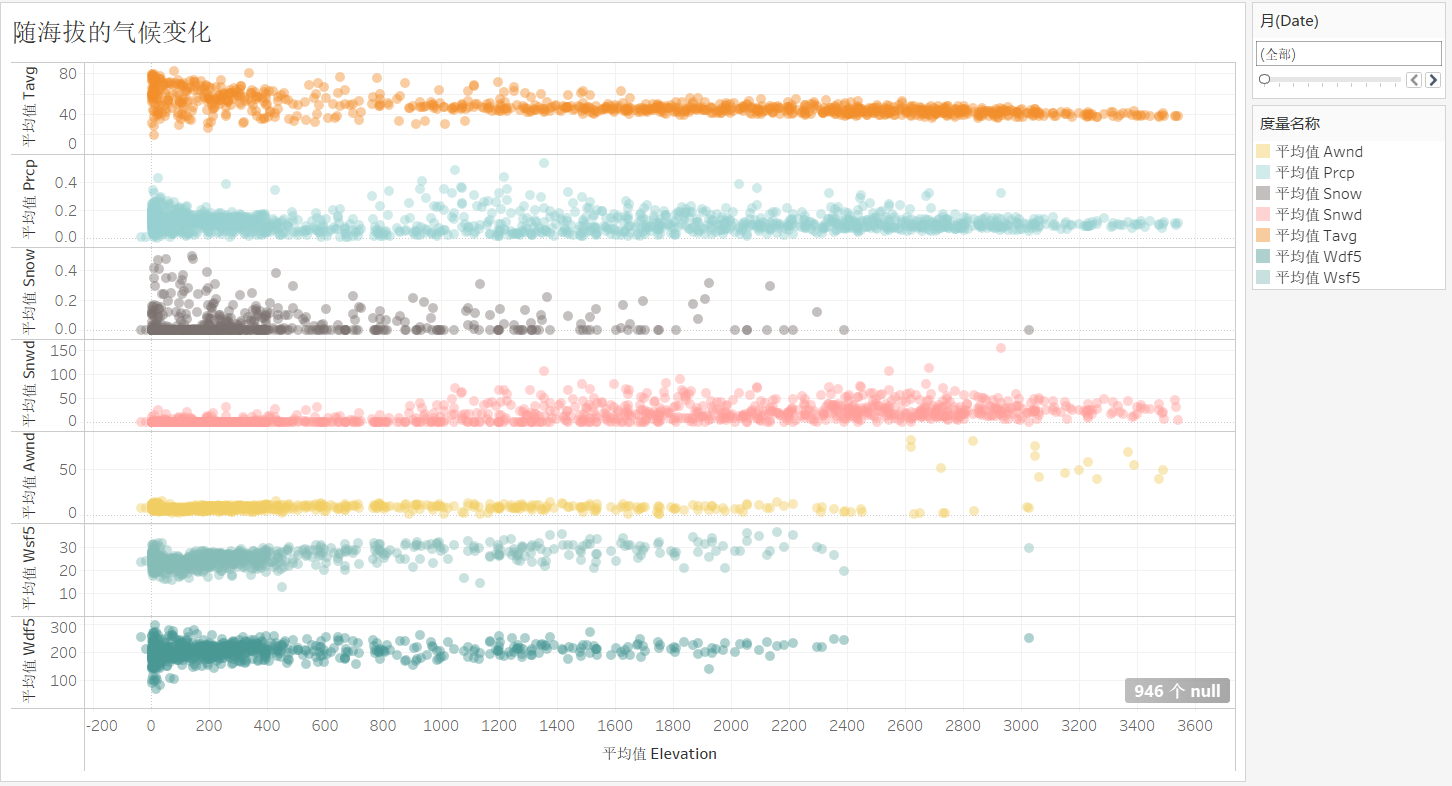 随海拔的气候变化
平均值 Tavg
80
40
0
平均值 Prcp
0.4
0.2
0.0
平均值 Snow
0.4
0.2
0.0
平均值 Snwd
150
100
50
0
平均值 Awnd
50
0
平均值 Wsf5
30
20
10
平均值 Wdf5
300
200
100
946 个 null
-200 0 200 400 600 800 1000 1200 1400 1600 1800 2000 2200 2400 2600 2800 3000 3200 3400 3600
平均值 Elevation
月(Date)
(全部)
度量名称
平均值 Awnd
平均值 Prcp
平均值 Snow
平均值 Snwd
平均值 Tavg
平均值 Wdf5
平均值 Wsf5